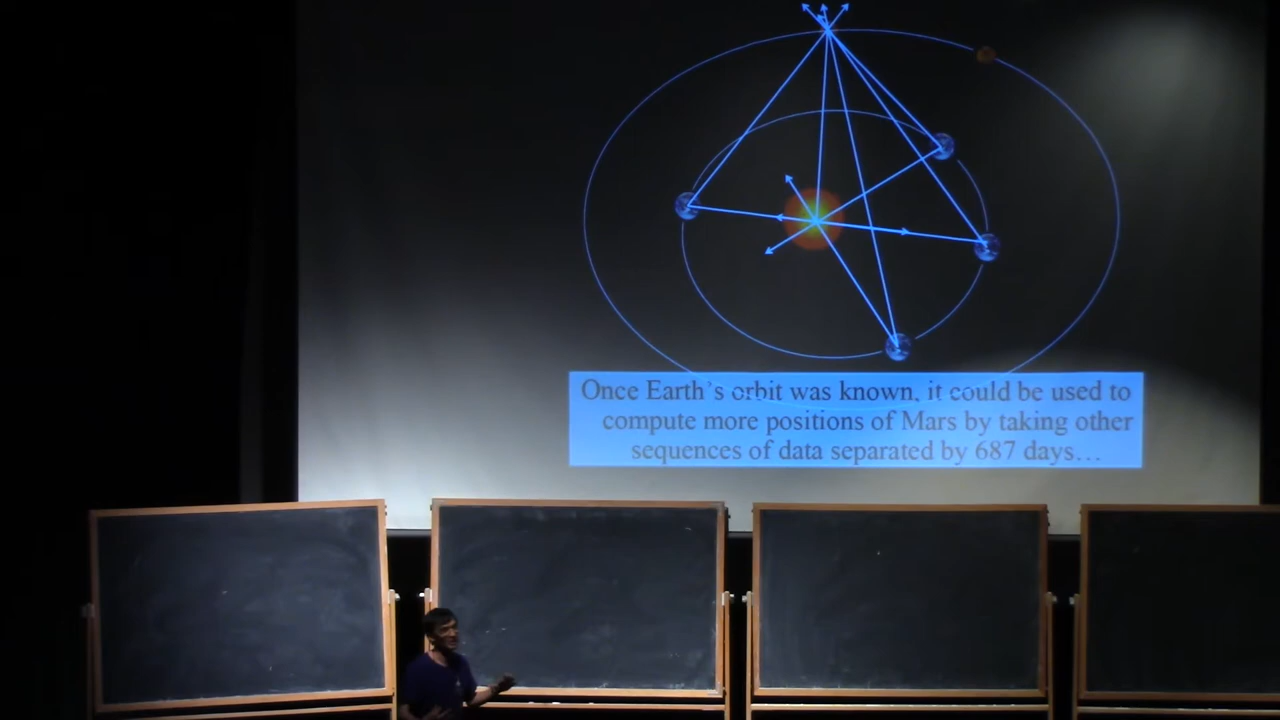 Once Earth's orbit was known, it could be used to
compute more positions of Mars by taking other
sequences of data separated by 687 days…